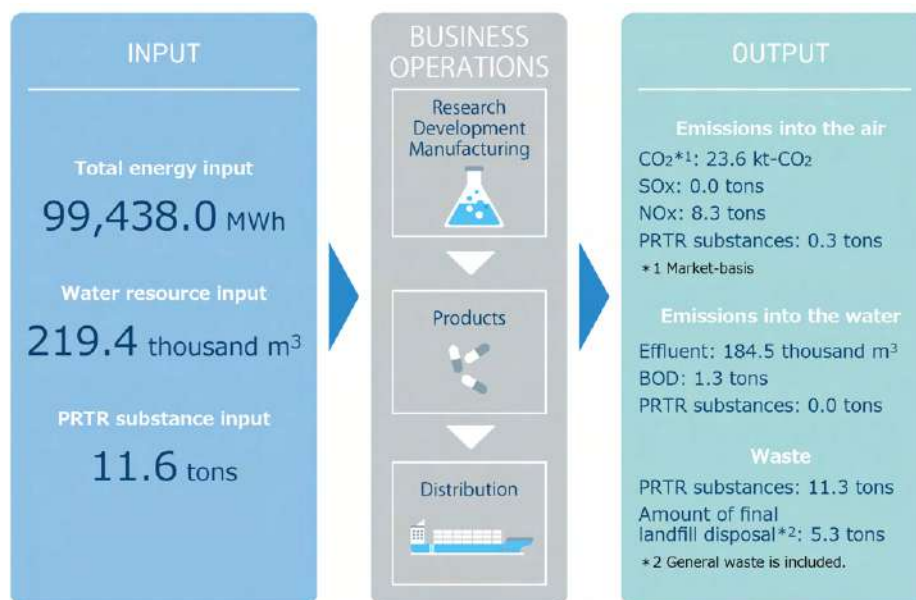 INPUT
Total energy input
99,438.0 MWh
Water resource input
219.4 thousand m³
PRTR substance input
11.6 tons
BUSINESS
OPERATIONS
Research
Development
Manufacturing
Products
Distribution
OUTPUT
Emissions into the air
CO₂*¹: 23.6 kt-CO₂
SOx: 0.0 tons
NOx: 8.3 tons
PRTR substances: 0.3 tons
*1 Market-basis
Emissions into the water
Effluent: 184.5 thousand m³
BOD: 1.3 tons
PRTR substances: 0.0 tons
Waste
PRTR substances: 11.3 tons
Amount of final
landfill disposal*²: 5.3 tons
*2 General waste is included.